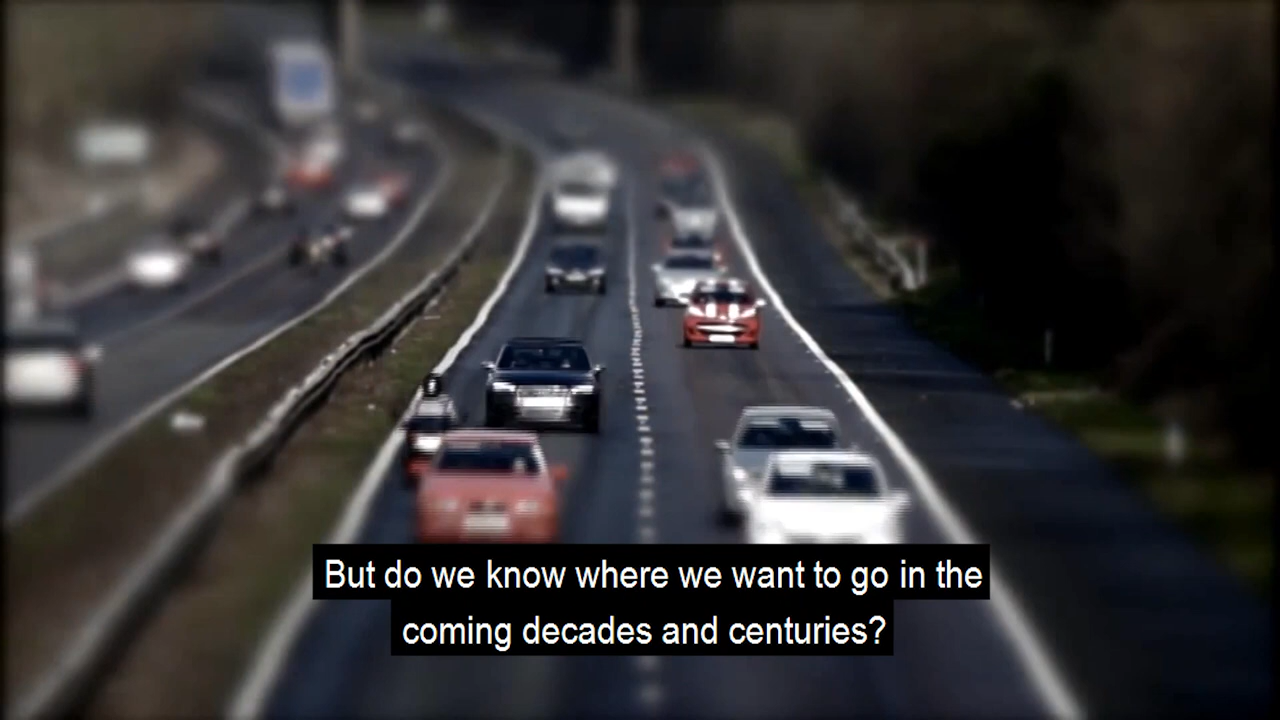 But do we know where we want to go in the
coming decades and centuries?